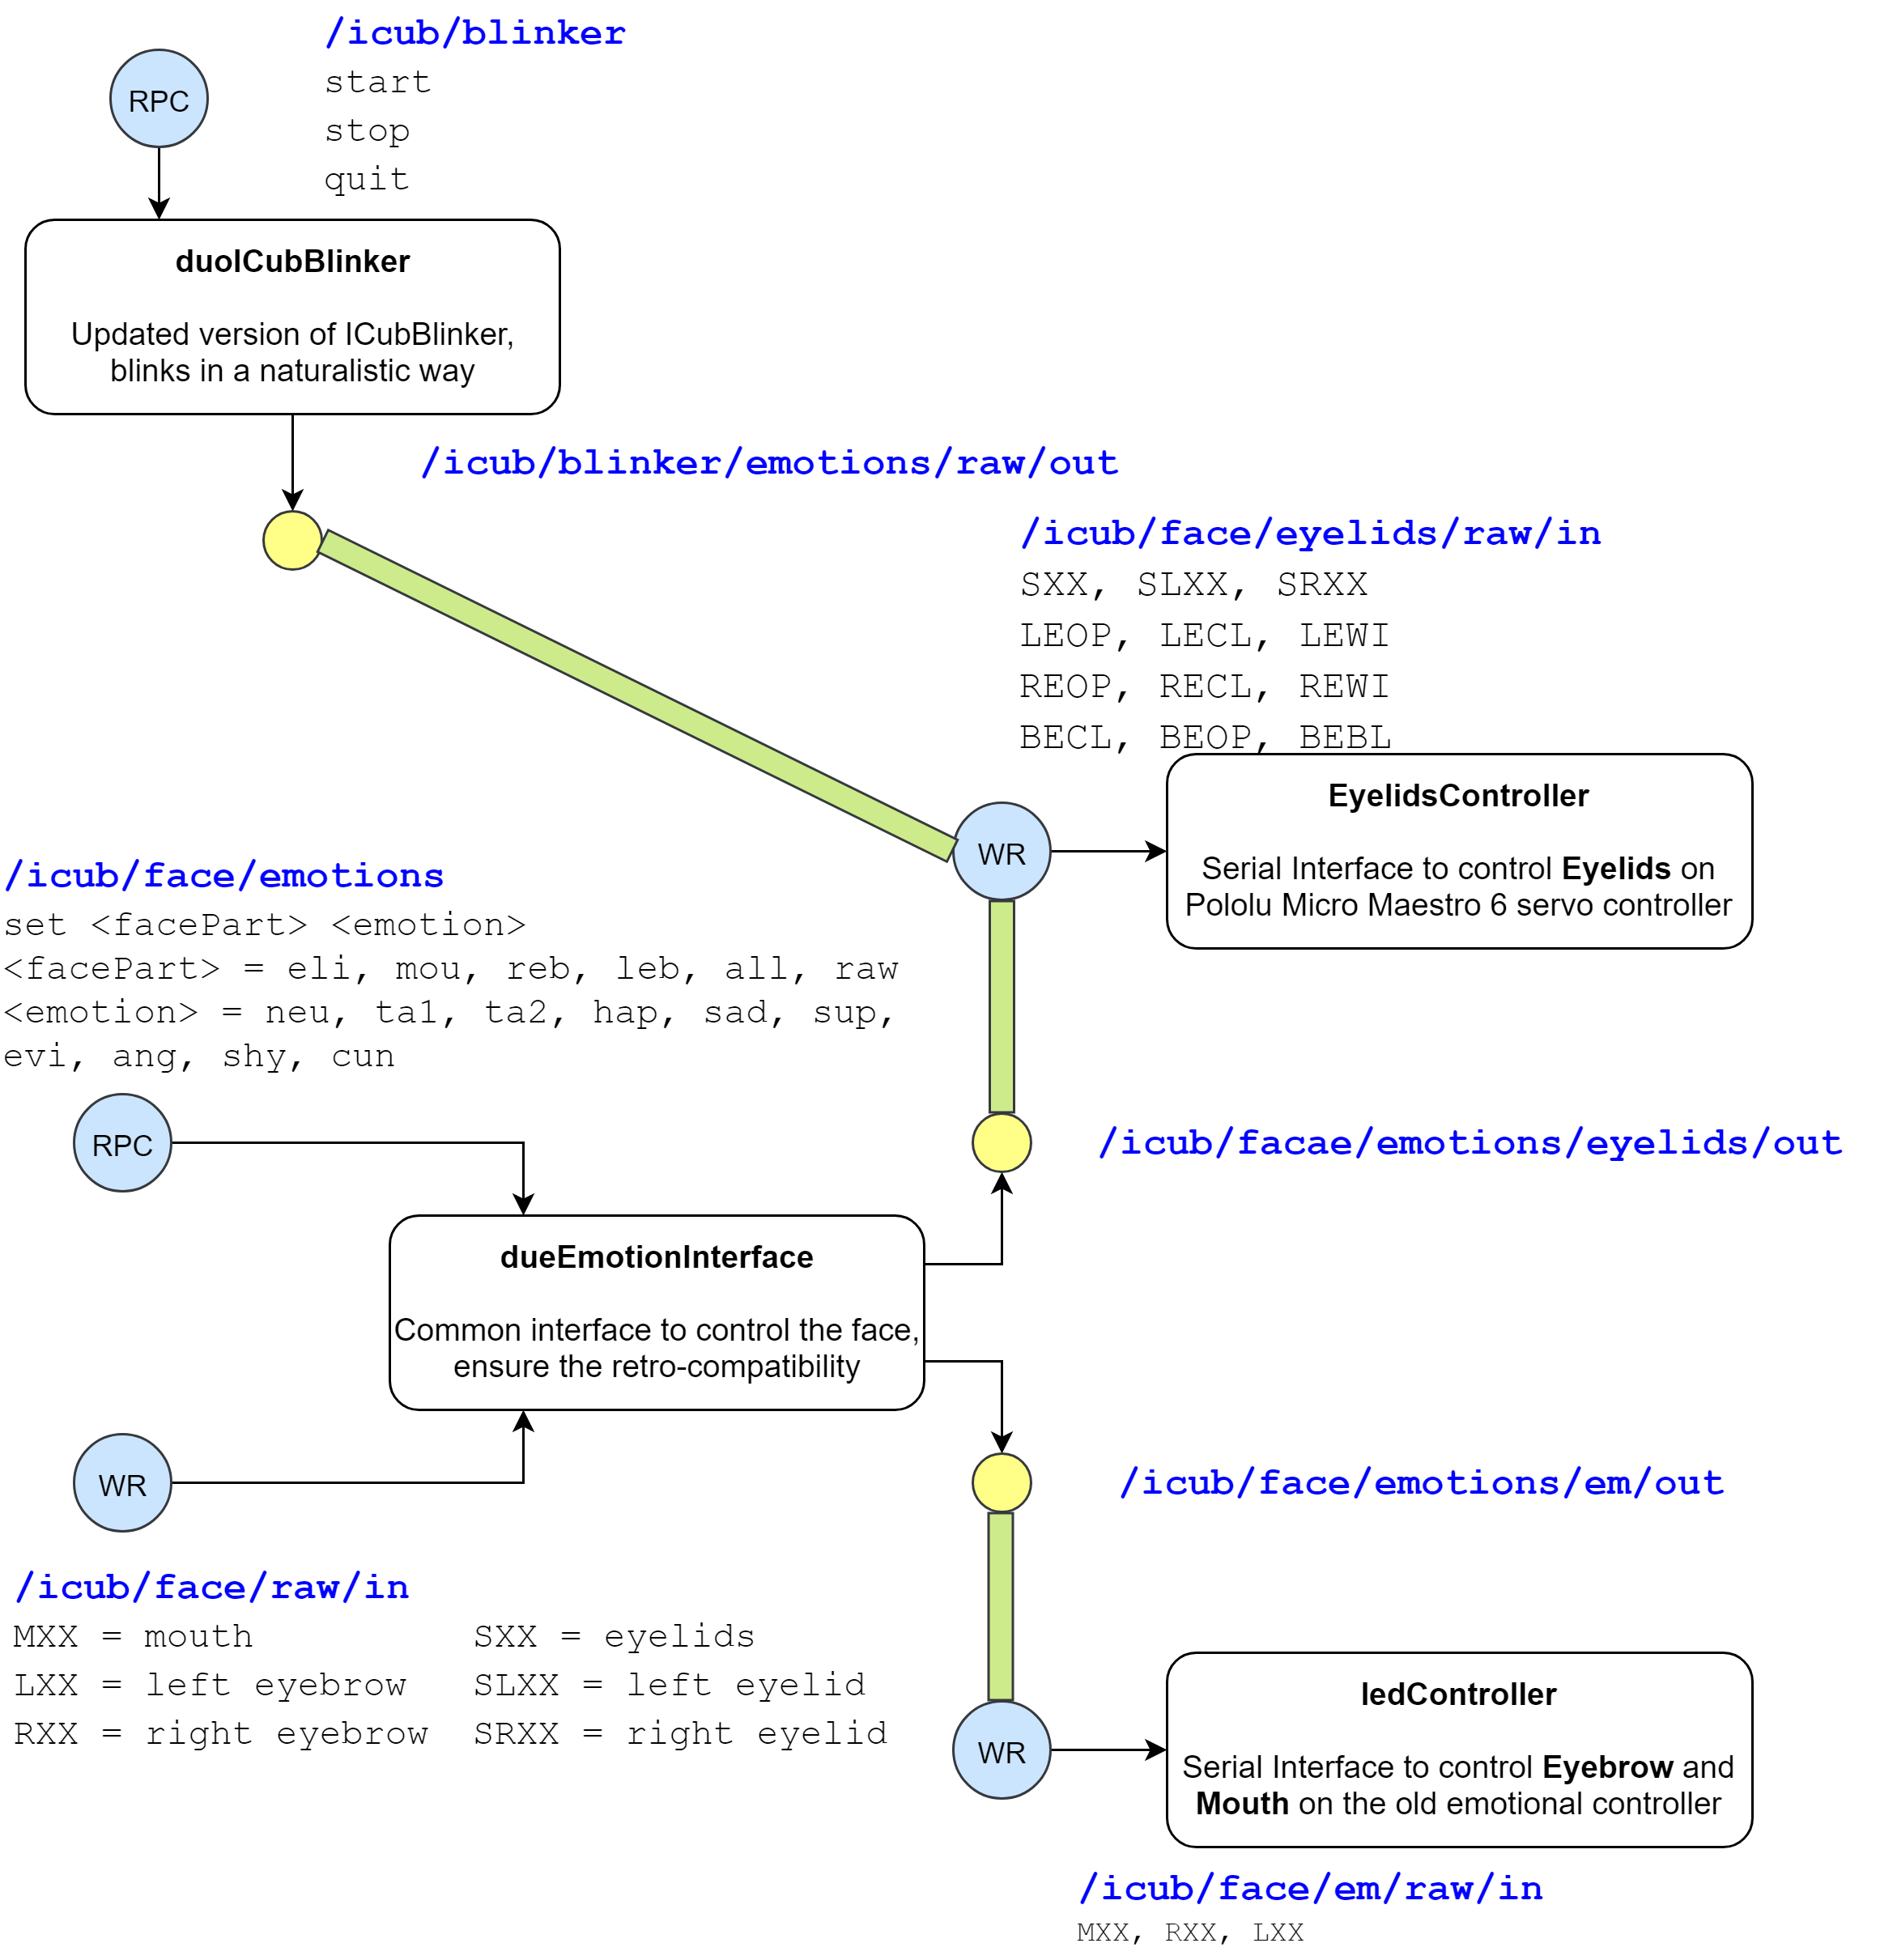 /icub/blinker
start
stop
quit
RPC
duoICubBlinker
Updated version of ICubBlinker,
blinks in a naturalistic way
/icub/blinker/emotions/raw/out
/icub/face/eyelids/raw/in
SXX, SLXX, SRXX
LEOP, LECL, LEWI
REOP, RECL, REWI
BECL, BEOP, BEBL
WR
EyelidsController
Serial Interface to control Eyelids on
Pololu Micro Maestro 6 servo controller
/icub/face/emotions
set <facePart> <emotion>
<facePart> = eli, mou, reb, leb, all, raw
<emotion> = neu, ta1, ta2, hap, sad, sup,
evi, ang, shy, cun
RPC
/icub/facae/emotions/eyelids/out
dueEmotionInterface
Common interface to control the face,
ensure the retro-compatibility
WR
/icub/face/emotions/em/out
/icub/face/raw/in
MXX = mouth SXX = eyelids
LXX = left eyebrow SLXX = left eyelid
RXX = right eyebrow SRXX = right eyelid
WR
ledController
Serial Interface to control Eyebrow and
Mouth on the old emotional controller
/icub/face/em/raw/in
MXX, RXX, LXX